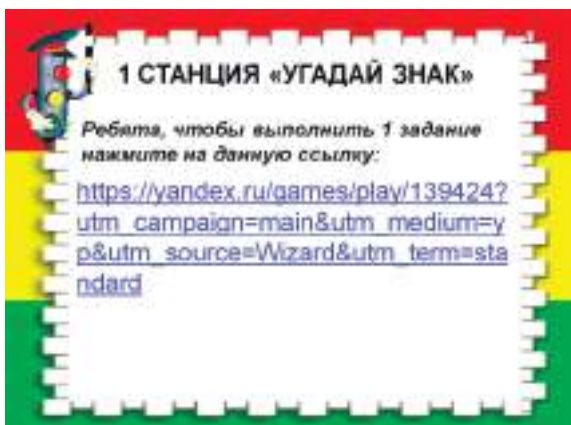 1 СТАНЦИЯ «УГАДАЙ ЗНАК»
Ребята, чтобы выполнить 1 задание
нажмите на данную ссылку:
https://yandex.ru/games/play/139424?
utm_campaign=main&utm_medium=y
p&utm_source=Wizard&utm_term=sta
ndard